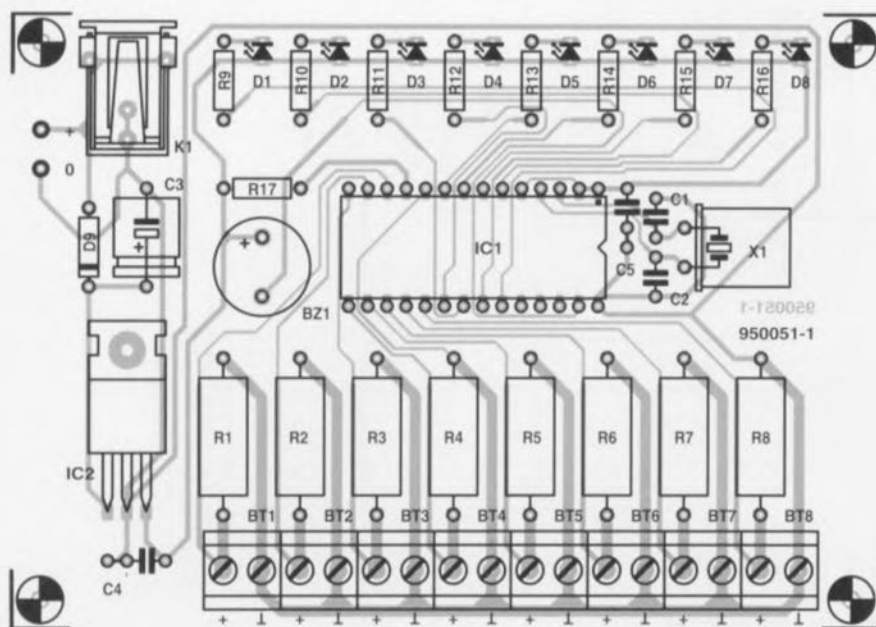 R9 D1 R10 D2 R11 D3 R12 D4 R13 D5 R14 D6 R15 D7 R16 D8
K1
+
0
C3
R17
D9
+
+
IC1
C1
X1
C5
C2
BZ1
950051-1
950051-1
IC2
R1 R2 R3 R4 R5 R6 R7 R8
BT1 BT2 BT3 BT4 BT5 BT6 BT7 BT8
C4
+ ⊥ + ⊥ + ⊥ + ⊥ + ⊥ + ⊥ + ⊥ + ⊥